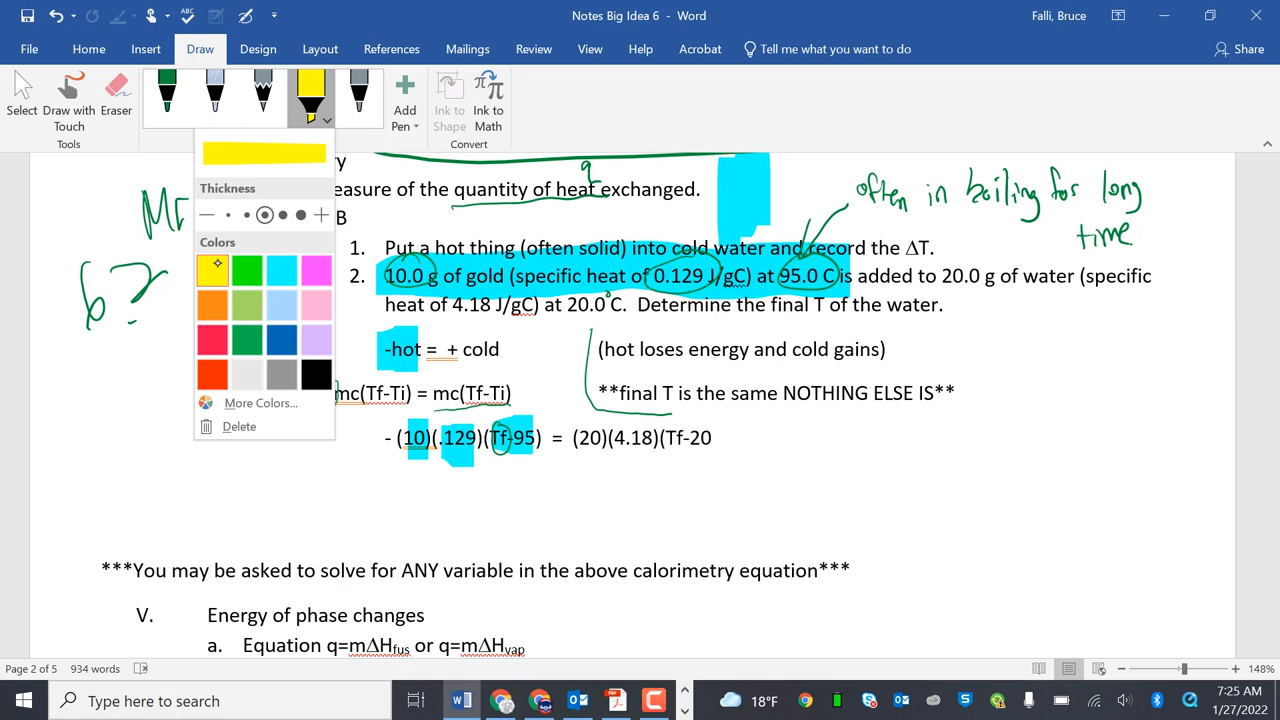 Notes Big Idea 6 - Word
Falli, Bruce
File Home Insert Draw Design Layout References Mailings Review View Help Acrobat Tell me what you want to do Share
Select Draw with Touch Eraser Add Pen Ink to Shape Ink to Math
Tools Convert
Thickness
Colors
More Colors...
Delete
ry
q
easure of the quantity of heat exchanged.
B
often in boiling for long
time
1. Put a hot thing (often solid) into cold water and record the ΔT.
2. 10.0 g of gold (specific heat of 0.129 J/gC) at 95.0 C is added to 20.0 g of water (specific
heat of 4.18 J/gC) at 20.0°C. Determine the final T of the water.
-hot = + cold (hot loses energy and cold gains)
mc(Tf-Ti) = mc(Tf-Ti) **final T is the same NOTHING ELSE IS**
- (10)(.129)(Tf-95) = (20)(4.18)(Tf-20
***You may be asked to solve for ANY variable in the above calorimetry equation***
V. Energy of phase changes
a. Equation q=mΔHfus or q=mΔHvap
Page 2 of 5 934 words 148%
Type here to search
18°F
7:25 AM
1/27/2022